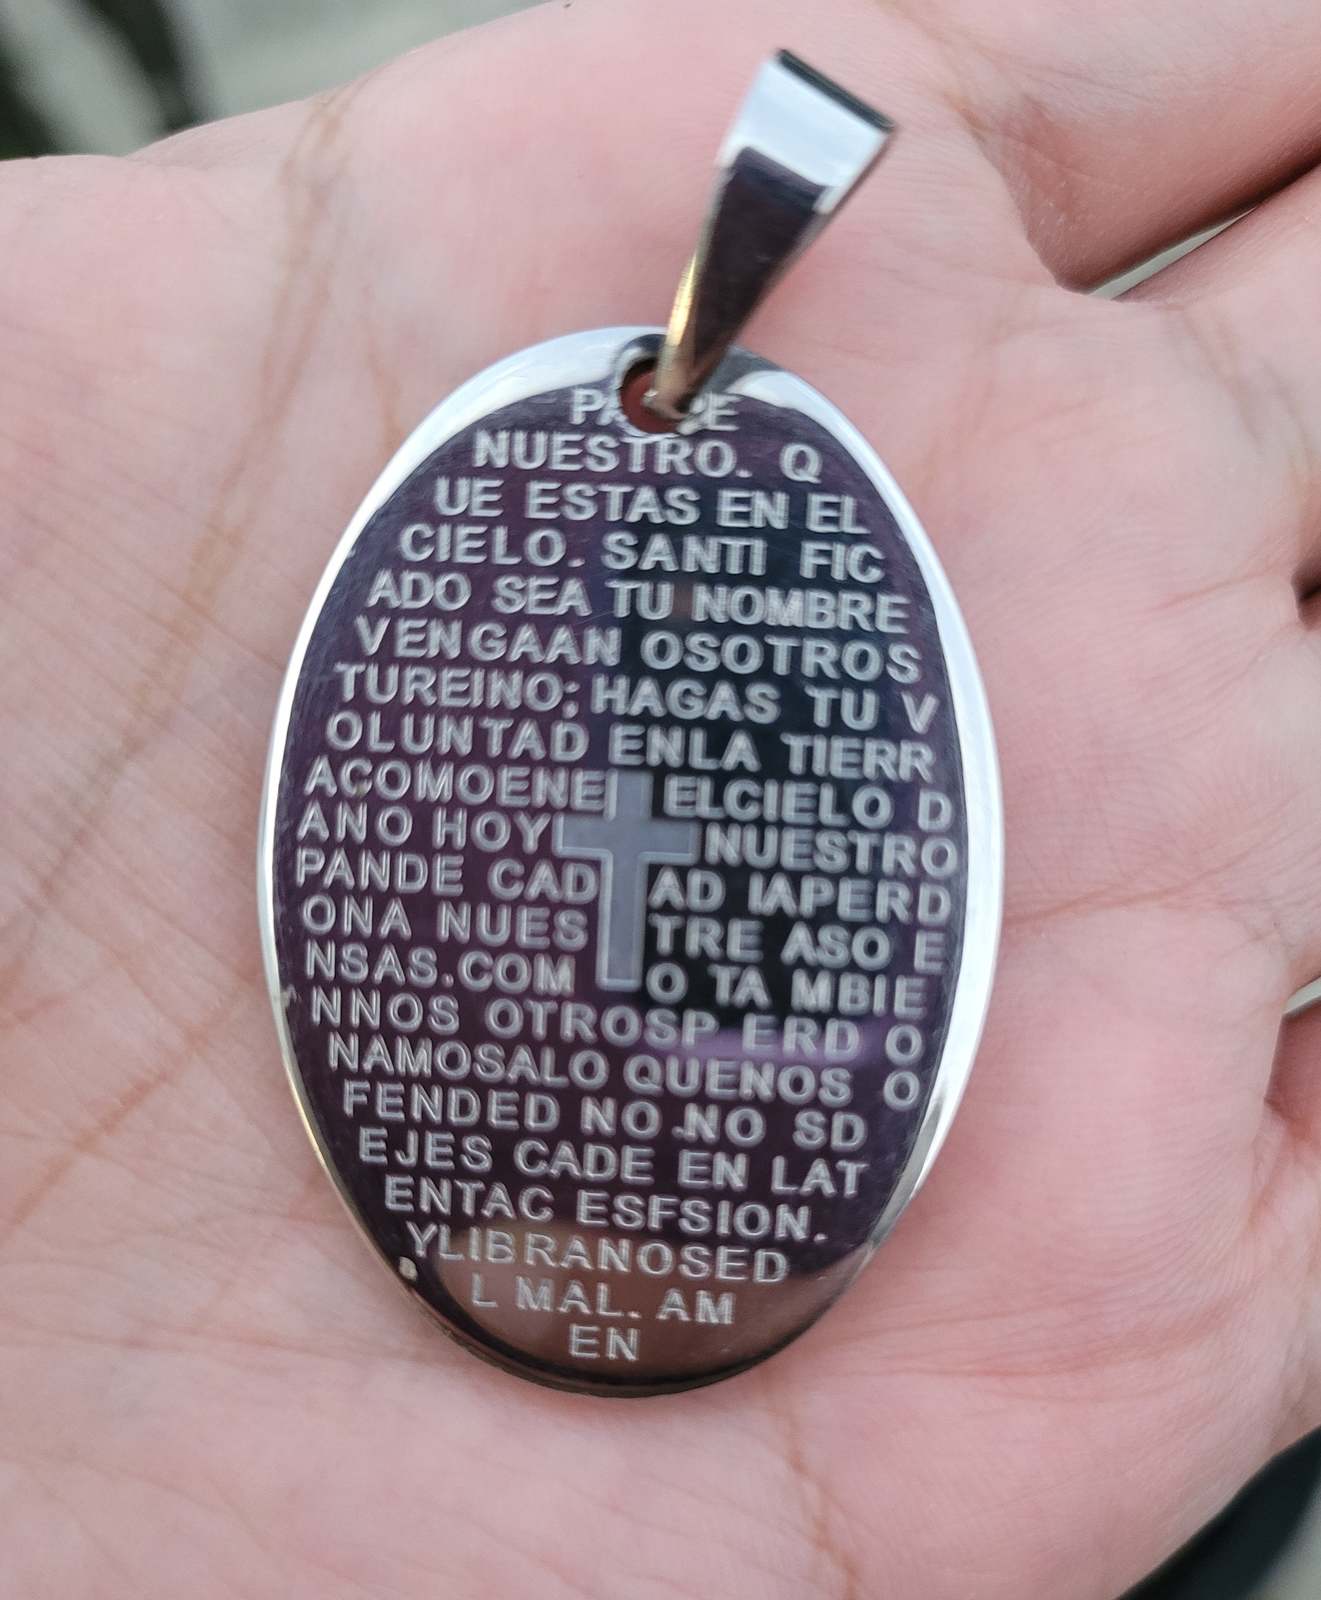 NUESTRO. Q
UE ESTAS EN EL
CIELO. SANTI FIC
ADO SEA TU NOMBRE
VENGAAN OSOTROS
TUREINO; HAGAS TU V
OLUNTAD ENLA TIERR
ACOMOENE ELCIELO D
ANO HOY NUESTRO
PANDE CAD AD IAPERD
ONA NUES TRE ASO E
NSAS.COM O TA MBIE
NNOS OTROSP ERD O
NAMOSALO QUENOS O
FENDED NO.NO SD
EJES CADE EN LAT
ENTAC ESFSION.
YLIBRANOSED
L MAL. AM
EN